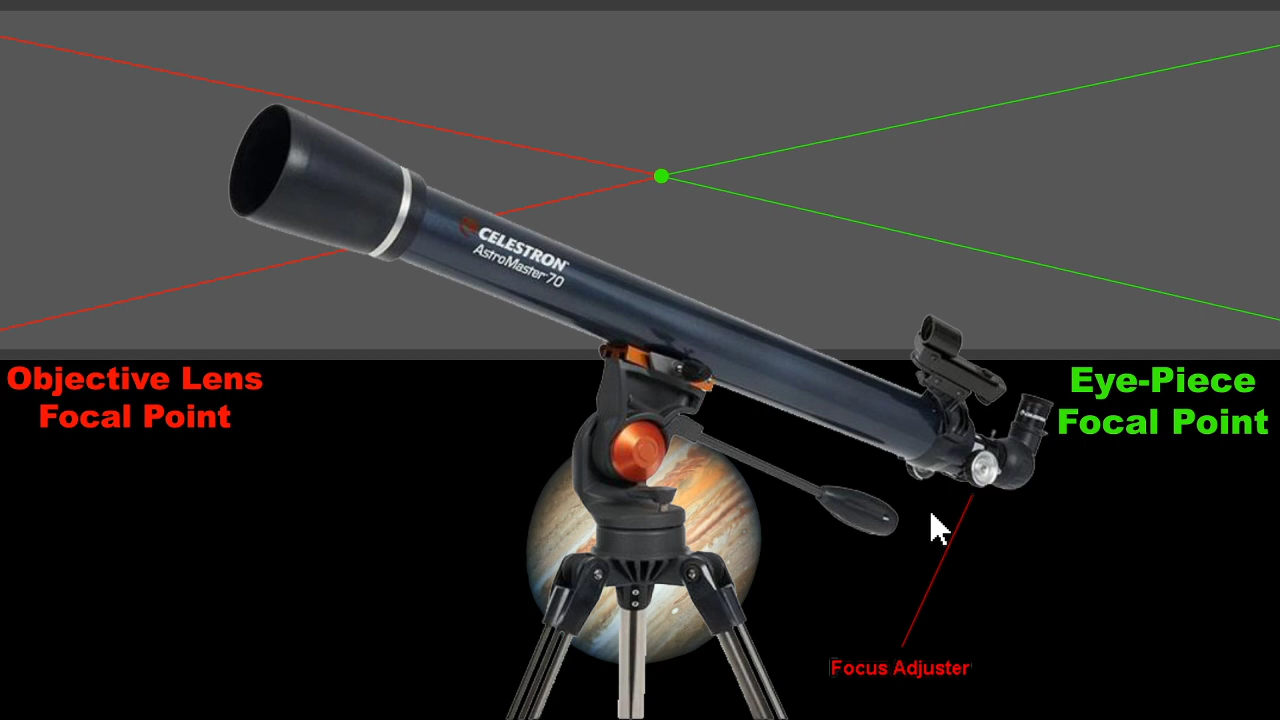 CELESTRON
AstroMaster 70
Objective Lens
Focal Point
Eye-Piece
Focal Point
Focus Adjuster